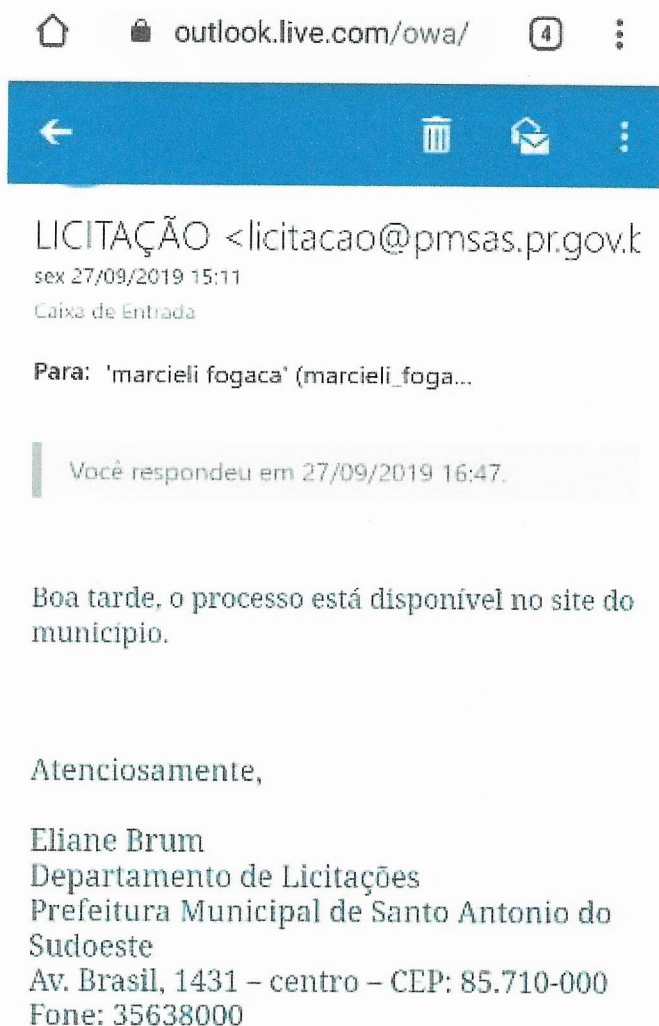 outlook.live.com/owa/
4
LICITAÇÃO <licitacao@pmsas.pr.gov.b
sex 27/09/2019 15:11
Caixa de Entrada
Para: 'marcieli fogaca' (marcieli_foga...
Você respondeu em 27/09/2019 16:47.
Boa tarde, o processo está disponível no site do
município.
Atenciosamente,
Eliane Brum
Departamento de Licitações
Prefeitura Municipal de Santo Antonio do
Sudoeste
Av. Brasil, 1431 – centro – CEP: 85.710-000
Fone: 35638000